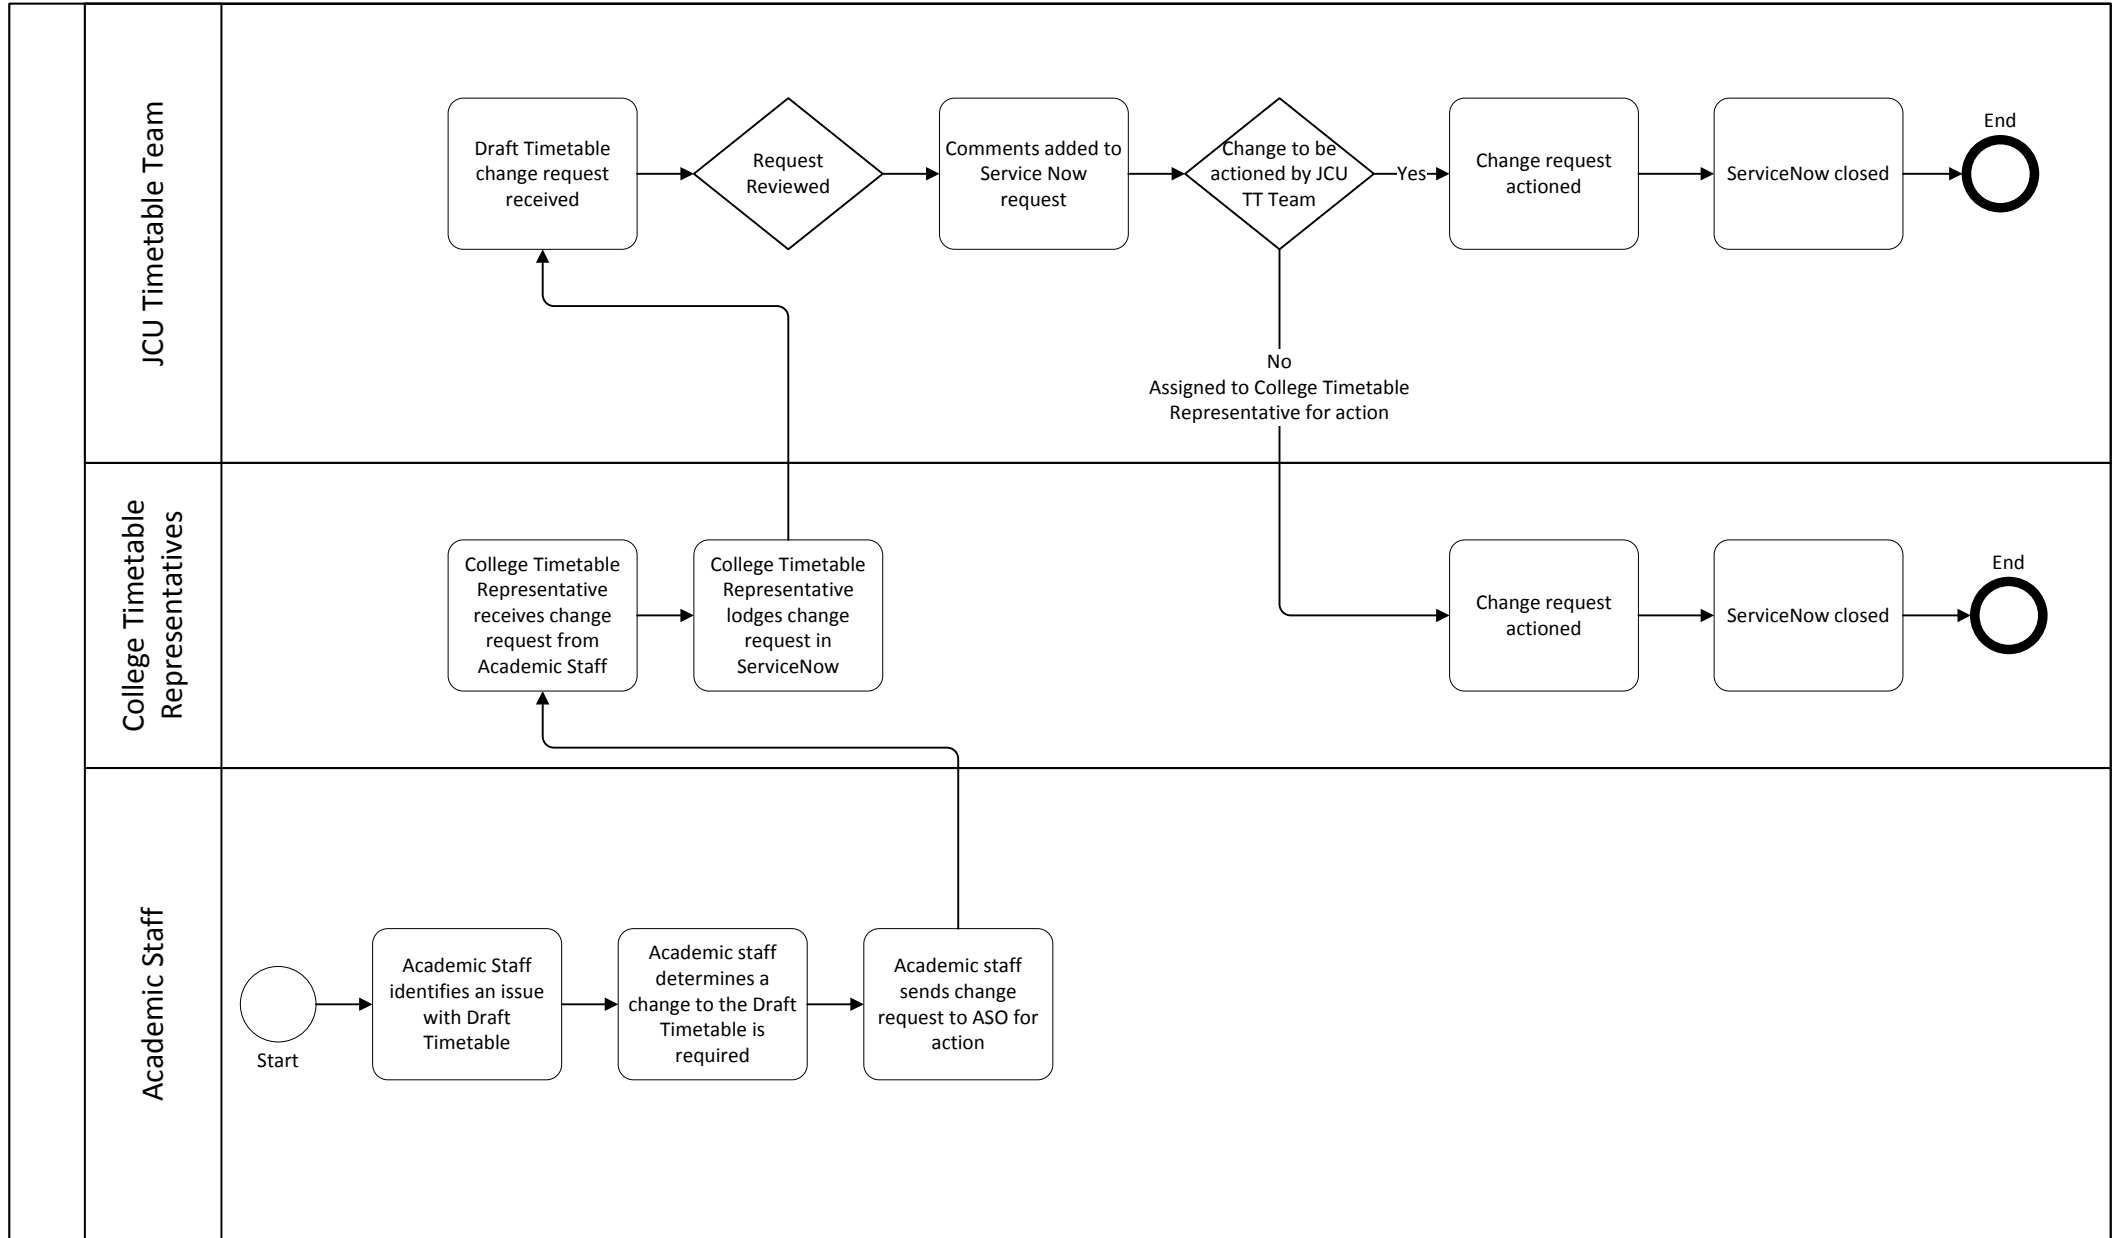 JCU Timetable Team
Draft Timetable
change request
received
Request
Reviewed
Comments added to
Service Now
request
Change to be
actioned by JCU
TT Team
Yes
Change request
actioned
ServiceNow closed
End
No
Assigned to College Timetable
Representative for action
College Timetable
Representatives
College Timetable
Representative
receives change
request from
Academic Staff
College Timetable
Representative
lodges change
request in
ServiceNow
Change request
actioned
ServiceNow closed
End
Academic Staff
Start
Academic Staff
identifies an issue
with Draft
Timetable
Academic staff
determines a
change to the Draft
Timetable is
required
Academic staff
sends change
request to ASO for
action